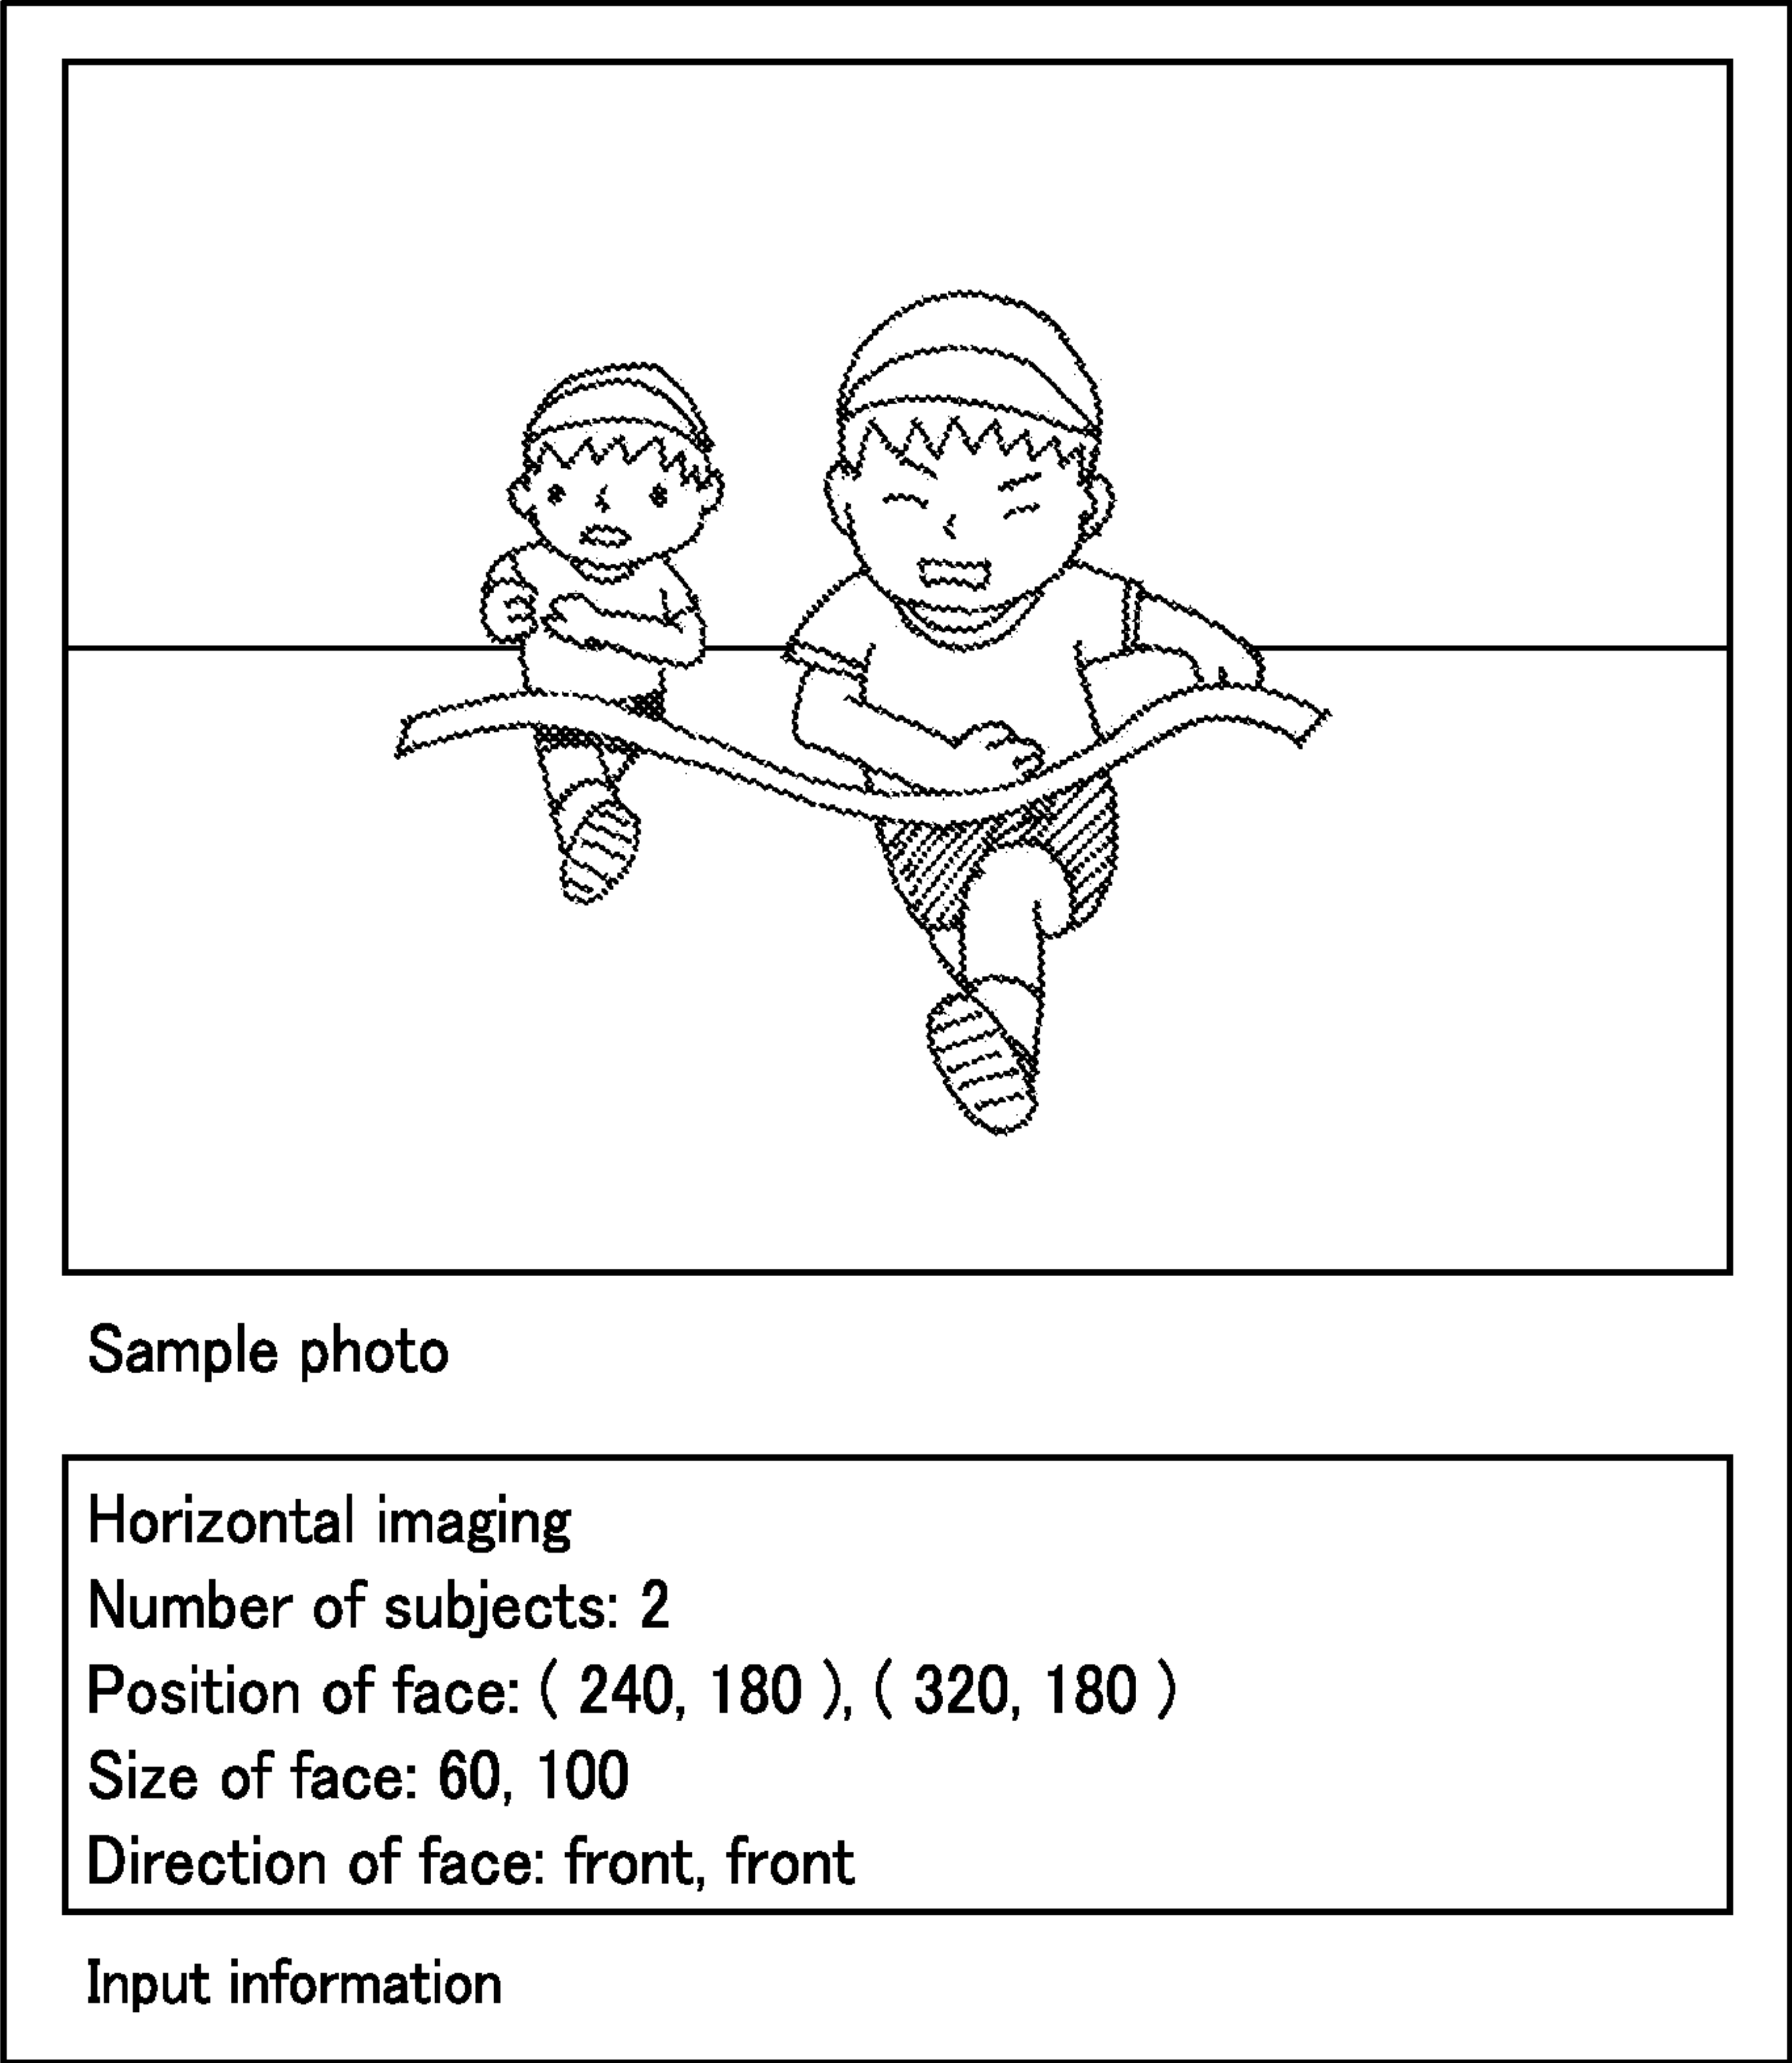 Sample photo
Horizontal imaging
Number of subjects: 2
Position of face: ( 240, 180 ), ( 320, 180 )
Size of face: 60, 100
Direction of face: front, front
Input information